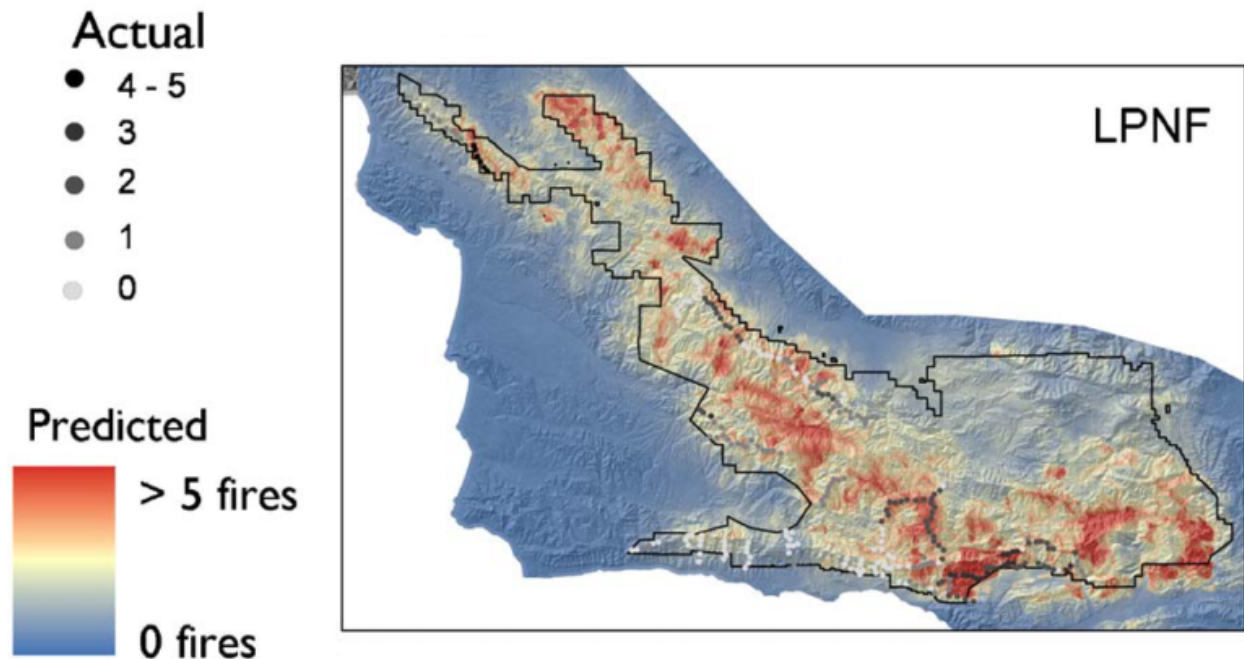 Actual
4 - 5
3
2
1
0
LPNF
Predicted
> 5 fires
0 fires